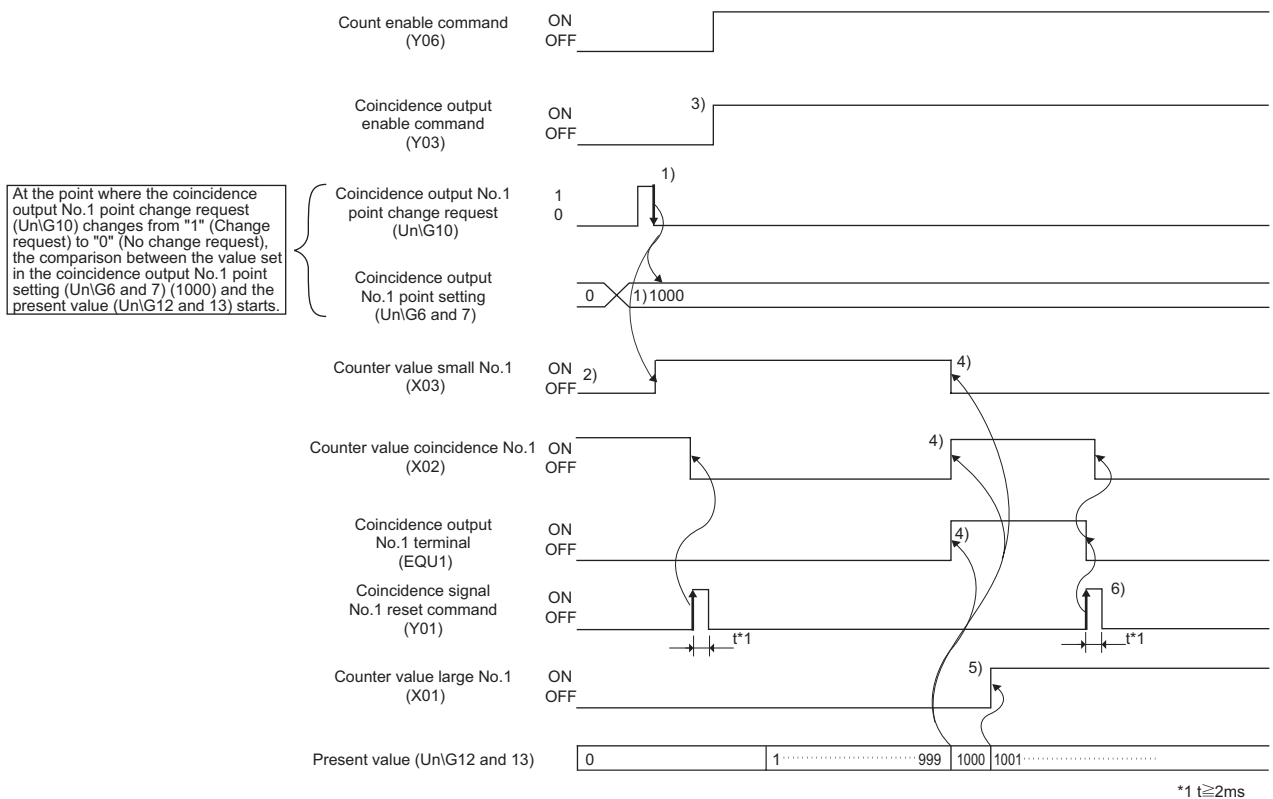 Count enable command
(Y06)
ON
OFF
Coincidence output
enable command
(Y03)
ON
OFF
3)
At the point where the coincidence
output No.1 point change request
(Un\G10) changes from "1" (Change
request) to "0" (No change request),
the comparison between the value set
in the coincidence output No.1 point
setting (Un\G6 and 7) (1000) and the
present value (Un\G12 and 13) starts.
Coincidence output No.1
point change request
(Un\G10)
1
0
1)
Coincidence output
No.1 point setting
(Un\G6 and 7)
0
1) 1000
Counter value small No.1
(X03)
ON
OFF
2)
4)
Counter value coincidence No.1
(X02)
ON
OFF
4)
Coincidence output
No.1 terminal
(EQU1)
ON
OFF
4)
Coincidence signal
No.1 reset command
(Y01)
ON
OFF
t*1
6)
t*1
Counter value large No.1
(X01)
ON
OFF
5)
Present value (Un\G12 and 13)
0
1
999
1000
1001
*1 t≧2ms